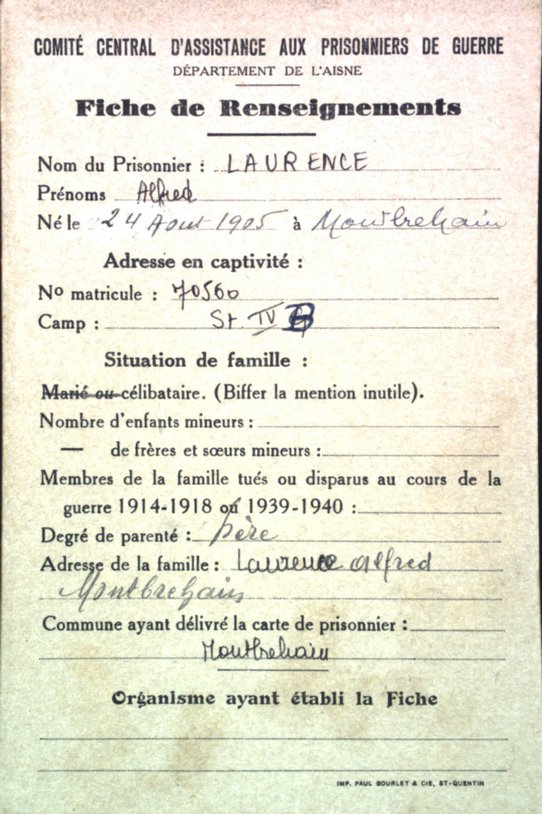 COMITÉ CENTRAL D'ASSISTANCE AUX PRISONNIERS DE GUERRE
DÉPARTEMENT DE L'AISNE
Fiche de Renseignements
Nom du Prisonnier : LAURENCE
Prénoms Alfred
Né le 24 Aout 1905 à Montbrehain
Adresse en captivité :
No matricule : 70560
Camp : St. IV B
Situation de famille :
Marié ou célibataire. (Biffer la mention inutile).
Nombre d'enfants mineurs :
— de frères et sœurs mineurs :
Membres de la famille tués ou disparus au cours de la
guerre 1914-1918 ou 1939-1940 :
Degré de parenté : père
Adresse de la famille : Laurence Alfred
Montbrehain
Commune ayant délivré la carte de prisonnier :
Montbrehain
Organisme ayant établi la Fiche
IMP. PAUL BOURLET & CIE, ST-QUENTIN